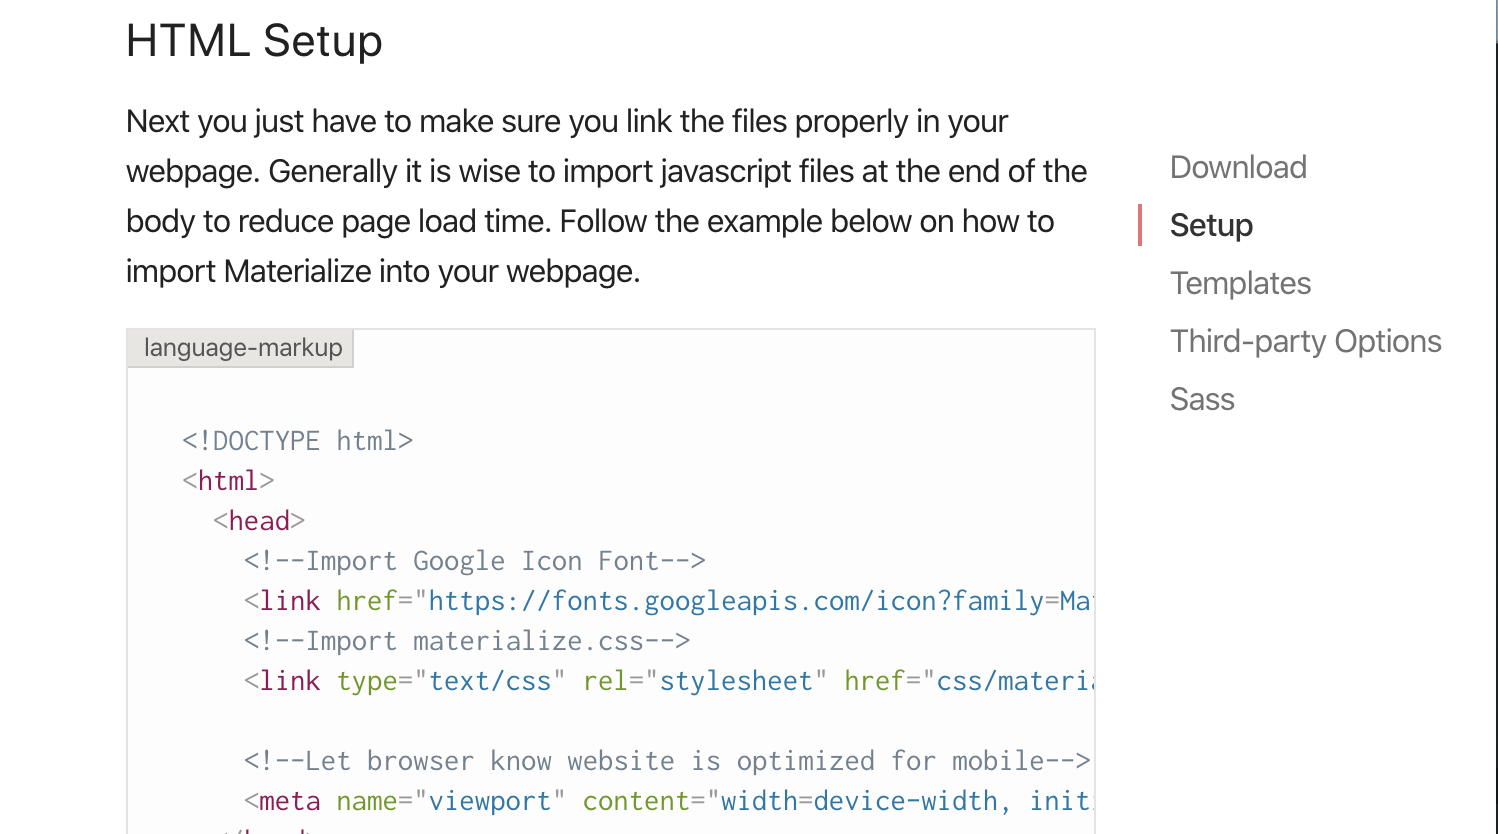 HTML Setup
Next you just have to make sure you link the files properly in your
webpage. Generally it is wise to import javascript files at the end of the
body to reduce page load time. Follow the example below on how to
import Materialize into your webpage.
language-markup
<!DOCTYPE html>
<html>
<head>
<!--Import Google Icon Font-->
<link href="https://fonts.googleapis.com/icon?family=Ma
<!--Import materialize.css-->
<link type="text/css" rel="stylesheet" href="css/materia
<!--Let browser know website is optimized for mobile-->
<meta name="viewport" content="width=device-width, init
Download
Setup
Templates
Third-party Options
Sass